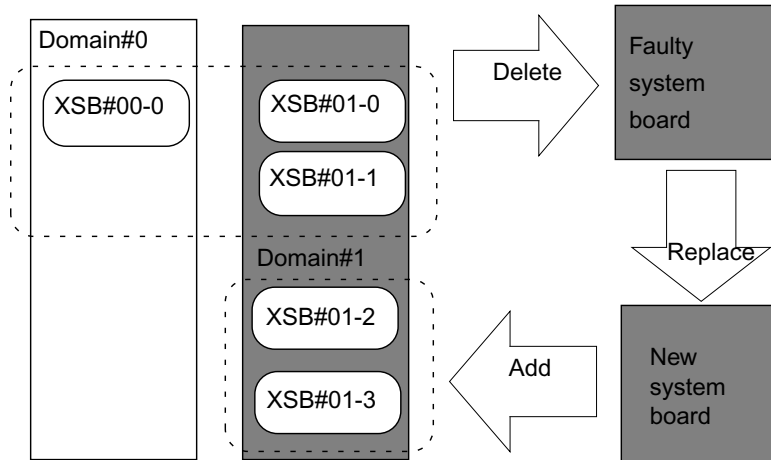 Domain#0
XSB#00-0
XSB#01-0
XSB#01-1
Domain#1
XSB#01-2
XSB#01-3
Delete
Faulty
system
board
Replace
New
system
board
Add